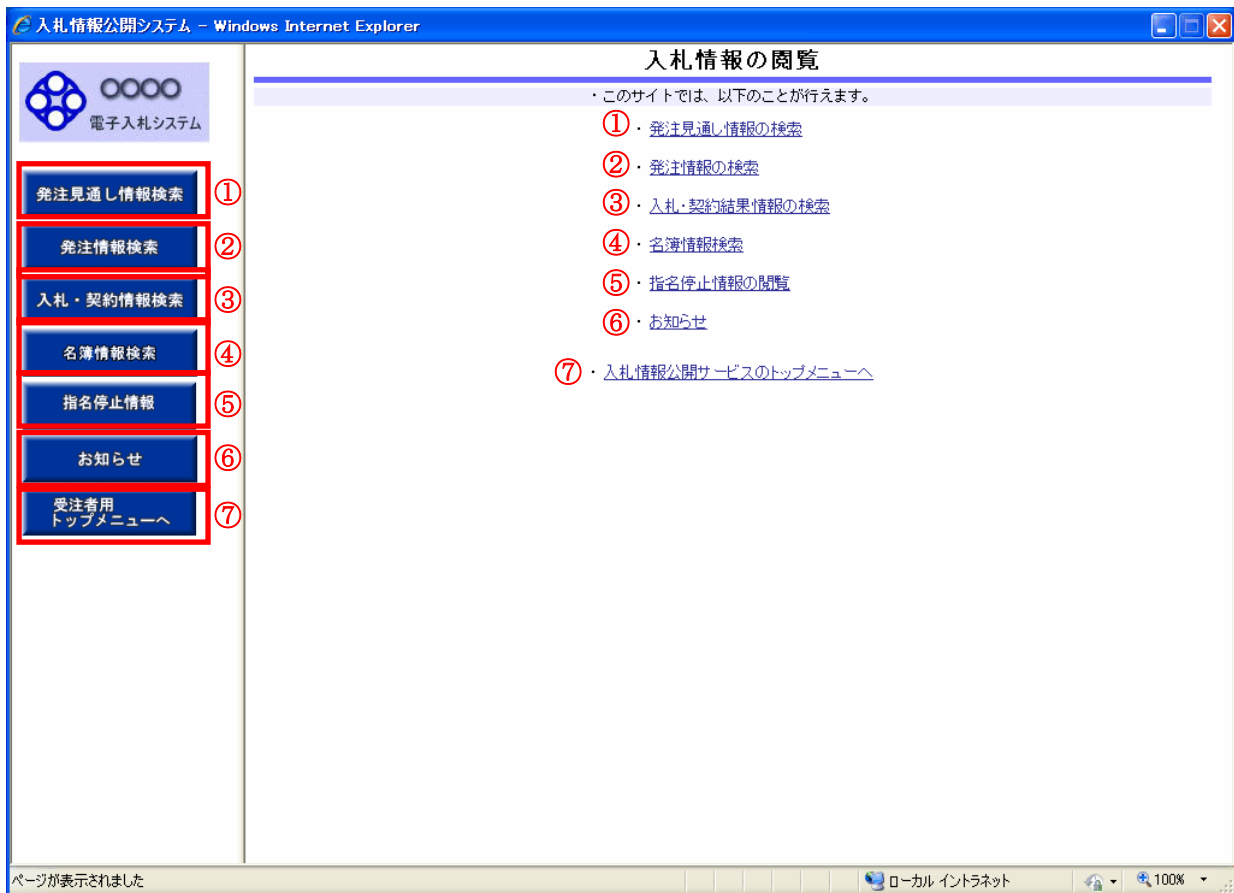 入札情報公開システム - Windows Internet Explorer
○○○○
電子入札システム
発注見通し情報検索 ①
発注情報検索 ②
入札・契約情報検索 ③
名簿情報検索 ④
指名停止情報 ⑤
お知らせ ⑥
受注者用
トップメニューへ ⑦
入札情報の閲覧
・このサイトでは、以下のことが行えます。
①・発注見通し情報の検索
②・発注情報の検索
③・入札・契約結果情報の検索
④・名簿情報検索
⑤・指名停止情報の閲覧
⑥・お知らせ
⑦・入札情報公開サービスのトップメニューへ
ページが表示されました ローカル イントラネット 100%